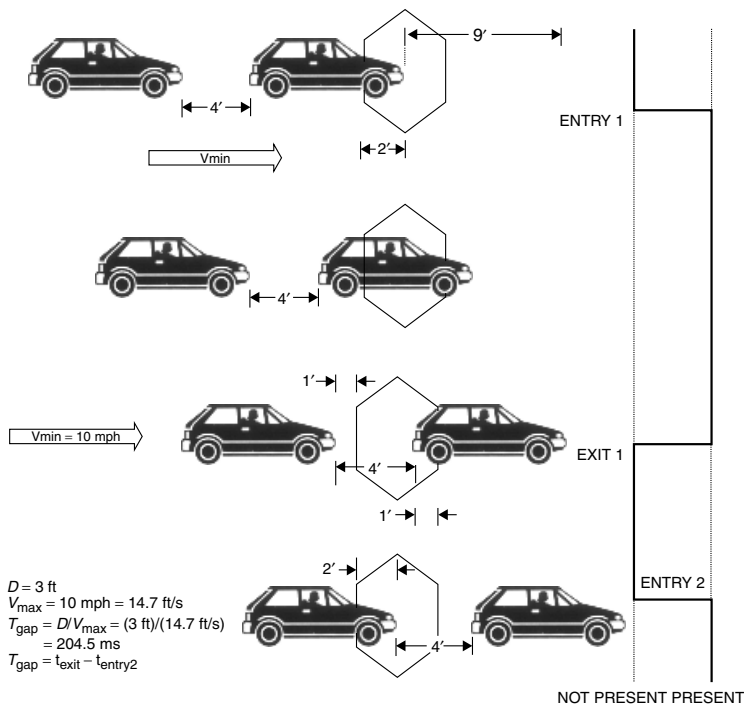 9′
4′
ENTRY 1
2′
Vmin
4′
1′
Vmin = 10 mph
4′
EXIT 1
1′
2′
ENTRY 2
D = 3 ft
Vmax = 10 mph = 14.7 ft/s
Tgap = D/Vmax = (3 ft)/(14.7 ft/s)
= 204.5 ms
Tgap = texit – tentry2
4′
NOT PRESENT PRESENT